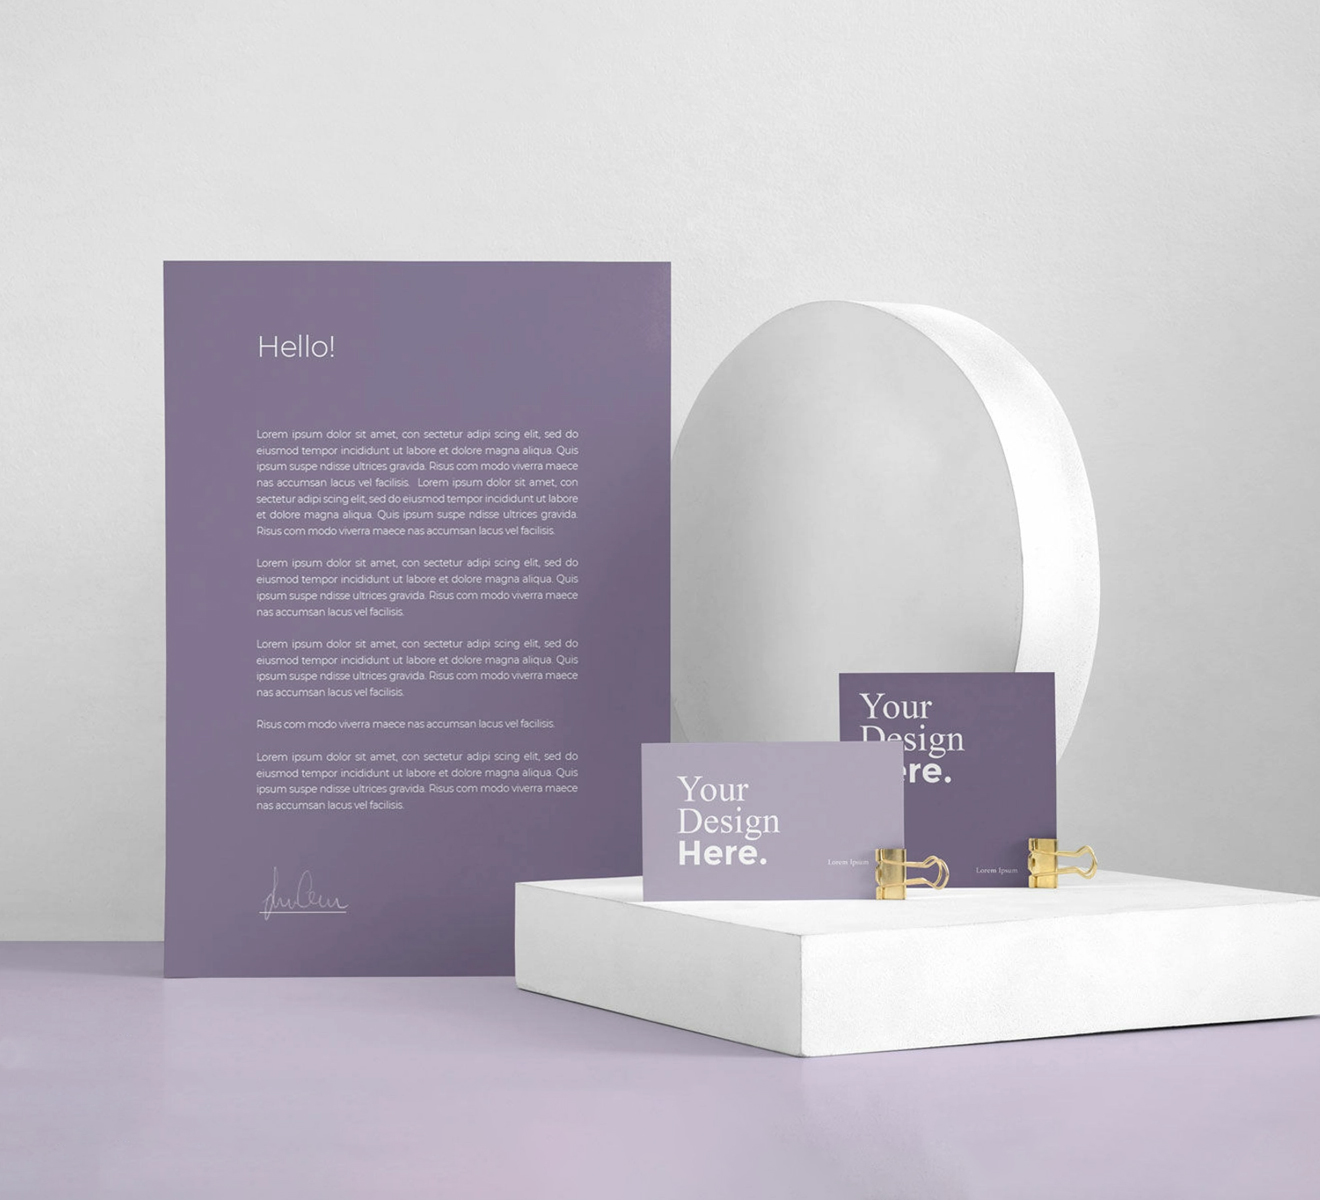 Hello!
Lorem ipsum dolor sit amet, con sectetur adipi scing elit, sed do
eiusmod tempor incididunt ut labore et dolore magna aliqua. Quis
ipsum suspe ndisse ultrices gravida. Risus com modo viverra maece
nas accumsan lacus vel facilisis. Lorem ipsum dolor sit amet, con
sectetur adipi scing elit, sed do eiusmod tempor incididunt ut labore
et dolore magna aliqua. Quis ipsum suspe ndisse ultrices gravida.
Risus com modo viverra maece nas accumsan lacus vel facilisis.
Lorem ipsum dolor sit amet, con sectetur adipi scing elit, sed do
eiusmod tempor incididunt ut labore et dolore magna aliqua. Quis
ipsum suspe ndisse ultrices gravida. Risus com modo viverra maece
nas accumsan lacus vel facilisis.
Lorem ipsum dolor sit amet, con sectetur adipi scing elit, sed do
eiusmod tempor incididunt ut labore et dolore magna aliqua. Quis
ipsum suspe ndisse ultrices gravida. Risus com modo viverra maece
nas accumsan lacus vel facilisis.
Risus com modo viverra maece nas accumsan lacus vel facilisis.
Lorem ipsum dolor sit amet, con sectetur adipi scing elit, sed do
eiusmod tempor incididunt ut labore et dolore magna aliqua. Quis
ipsum suspe ndisse ultrices gravida. Risus com modo viverra maece
nas accumsan lacus vel facilisis.
Your
Design
Here.
Lorem Ipsum
Your
Design
ere.
Lorem Ipsum